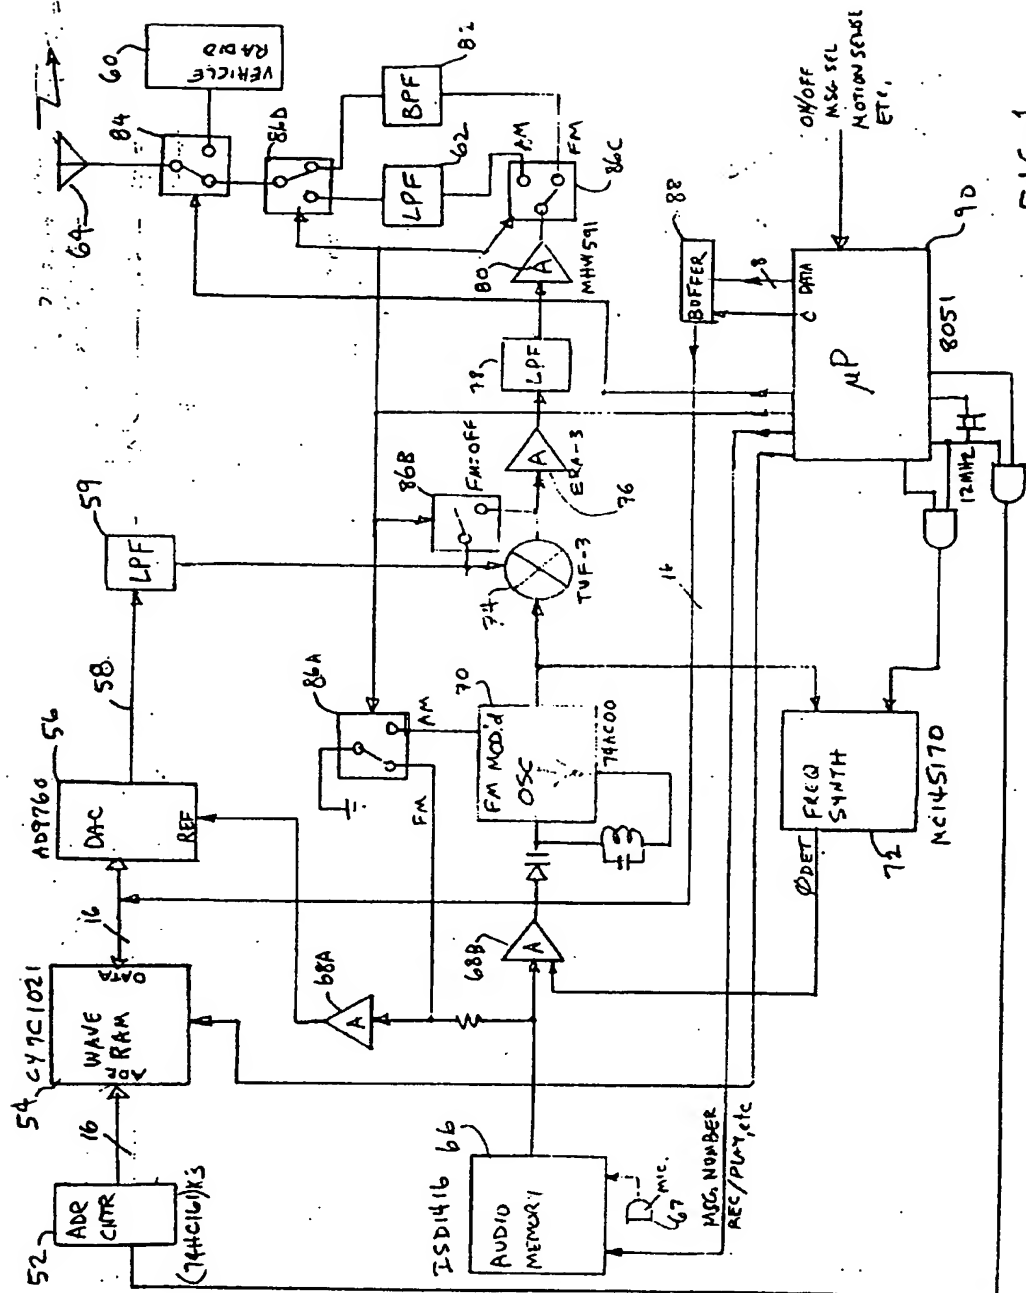 60
VEHICLE
RADIO
84
64
86D
BPF
82
LPF
62
AM
FM
86C
80
A
MHW591
ON/OFF
MSG SEL
MOTION SENSE
ETC.
88
BUFFER
8
C
DATA
90
µP
8051
12MHZ
78
LPF
A
ERA-3
76
86B
FM=OFF
59
LPF
74
TUF-3
16
58
86A
AM
FM
70
FM MOD'd
OSC
74AC00
AD9760
56
DAC
REF
FREQ
SYNTH
ØDET
72
MC145170
16
68A
A
68B
A
54
CY7C1021
WAVE
RAM
ADR
DATA
16
52
ADR
CNTR
(74HC161)X3
ISD1416
66
AUDIO
MEMORY
MIC.
67
MSG NUMBER
REC/PLAY, etc